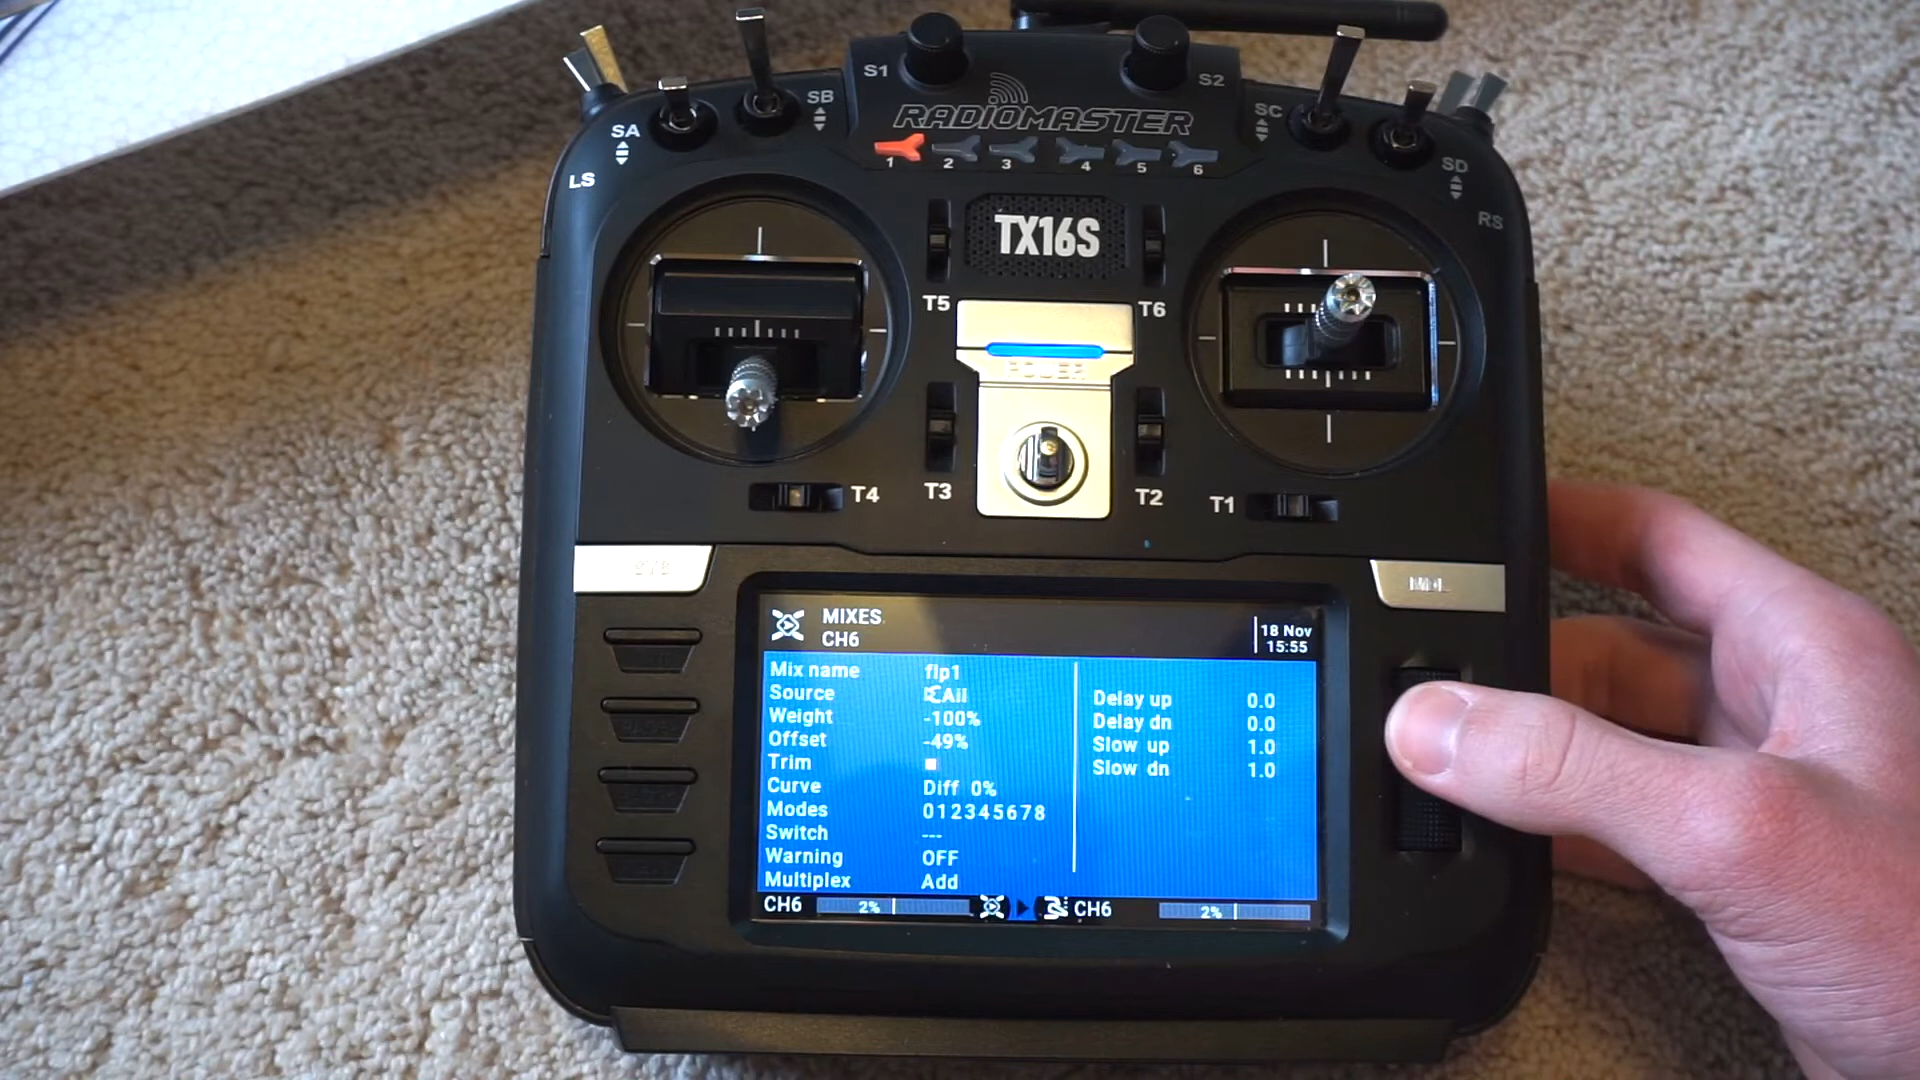 S1
S2
SB
SC
SA
SD
LS
RS
RADIOMASTER
1 2 3 4 5 6
TX16S
T5
T6
POWER
T4
T3
T2
T1
SYS
MDL
MIXES
CH6
18 Nov
15:55
Mix name flp1
Source Ail
Weight -100%
Offset -49%
Trim
Curve Diff 0%
Modes 012345678
Switch ---
Warning OFF
Multiplex Add
Delay up 0.0
Delay dn 0.0
Slow up 1.0
Slow dn 1.0
CH6 2% CH6 2%